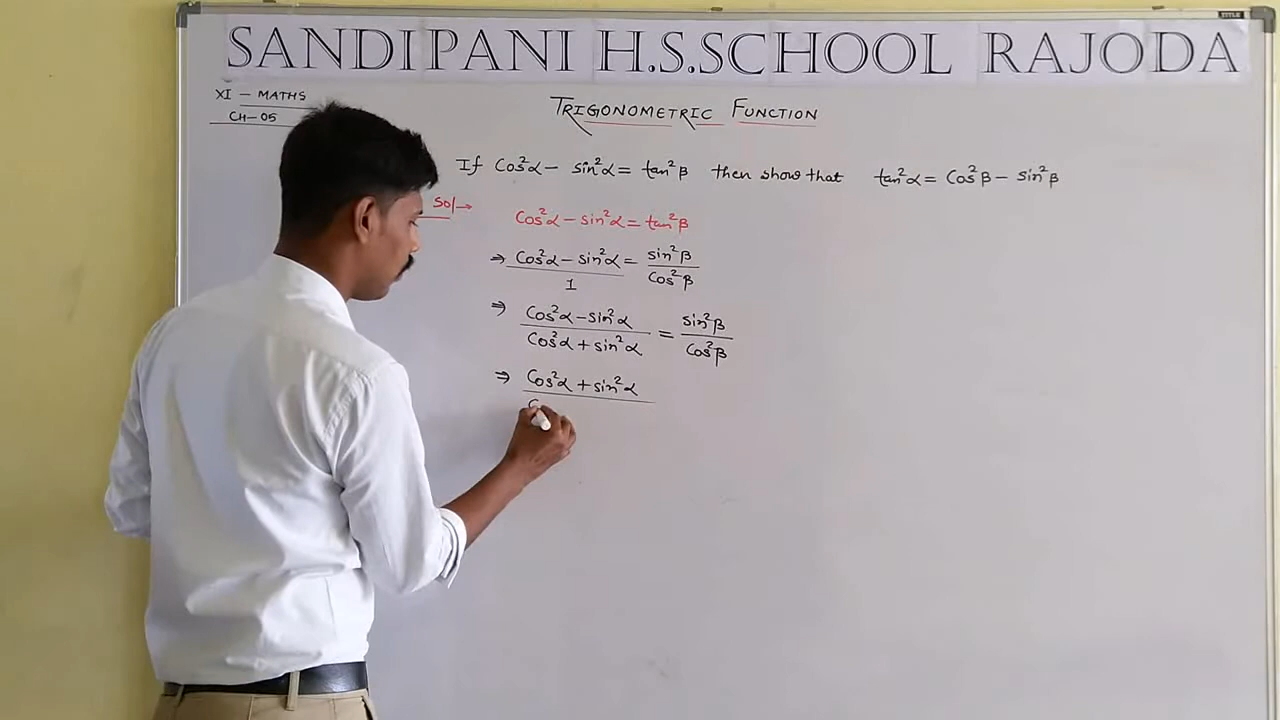 TITLE
SANDIPANI H.S.SCHOOL RAJODA
XI - MATHS
CH-05
TRIGONOMETRIC FUNCTION
If Cos²α - sin²α = tan²β then show that tan²α = Cos²β - sin²β
Sol→
Cos²α - sin²α = tan²β
⇒ Cos²α - sin²α / 1 = sin²β / Cos²β
⇒ Cos²α - sin²α / Cos²α + sin²α = sin²β / Cos²β
⇒ Cos²α + sin²α